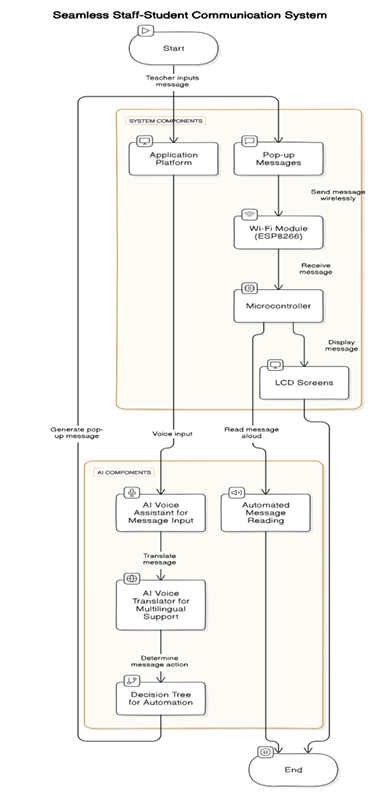 Seamless Staff-Student Communication System
Start
Teacher inputs
message
SYSTEM COMPONENTS
Application
Platform
Pop-up
Messages
Send message
wirelessly
Wi-Fi Module
(ESP8266)
Receive
message
Microcontroller
Display
message
LCD Screens
Generate pop-
up message
Voice input
Read message
aloud
AI COMPONENTS
AI Voice
Assistant for
Message Input
Automated
Message
Reading
Translate
message
AI Voice
Translator for
Multilingual
Support
Determine
message action
Decision Tree
for Automation
End